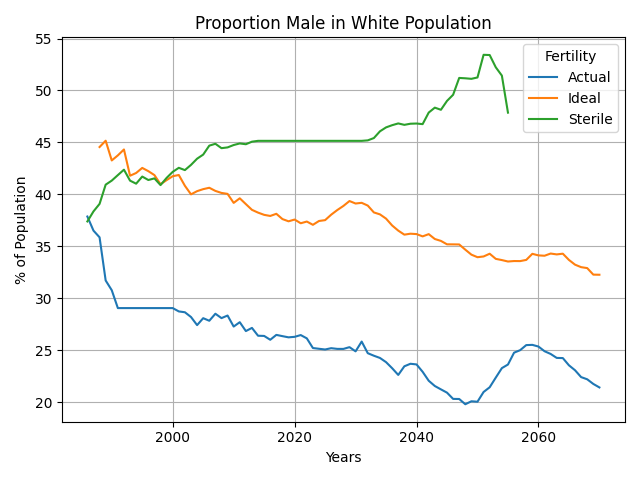 Proportion Male in White Population
% of Population
55
50
45
40
35
30
25
20
Fertility
Actual
Ideal
Sterile
2000
2020
2040
2060
Years